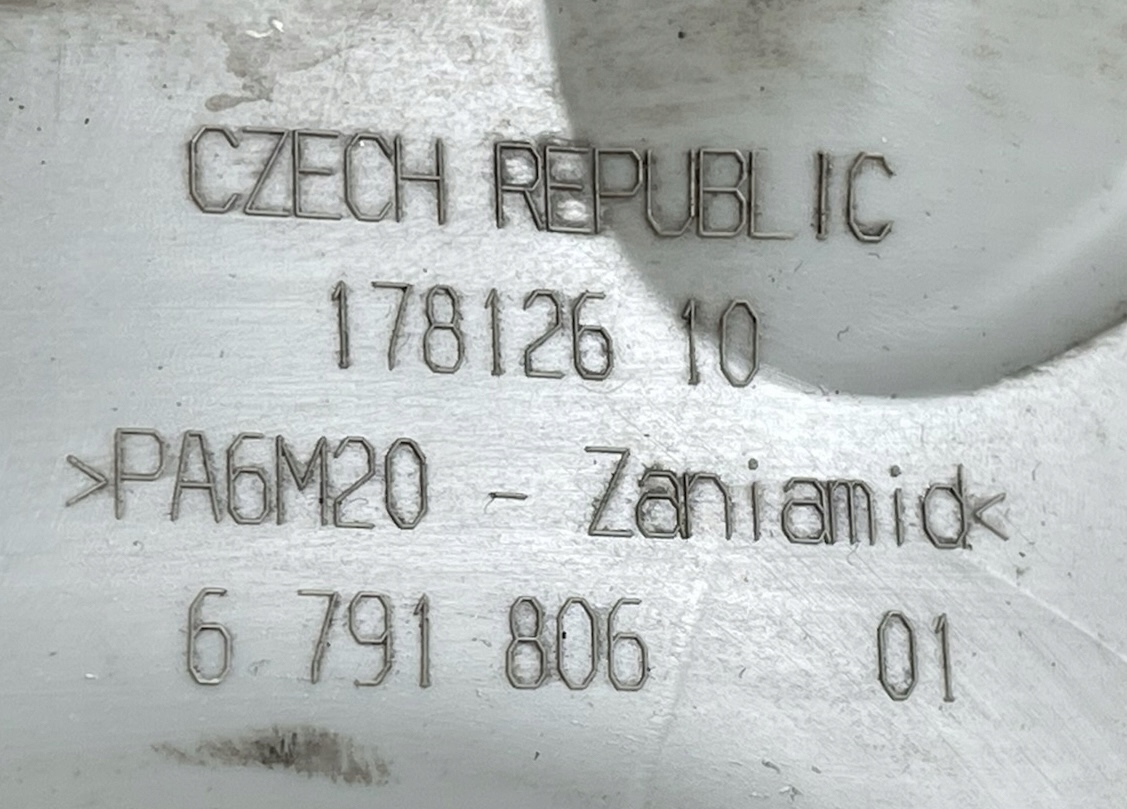 CZECH REPUBLIC
178126 10
>PA6M20 - Zaniamid<
6 791 806 01